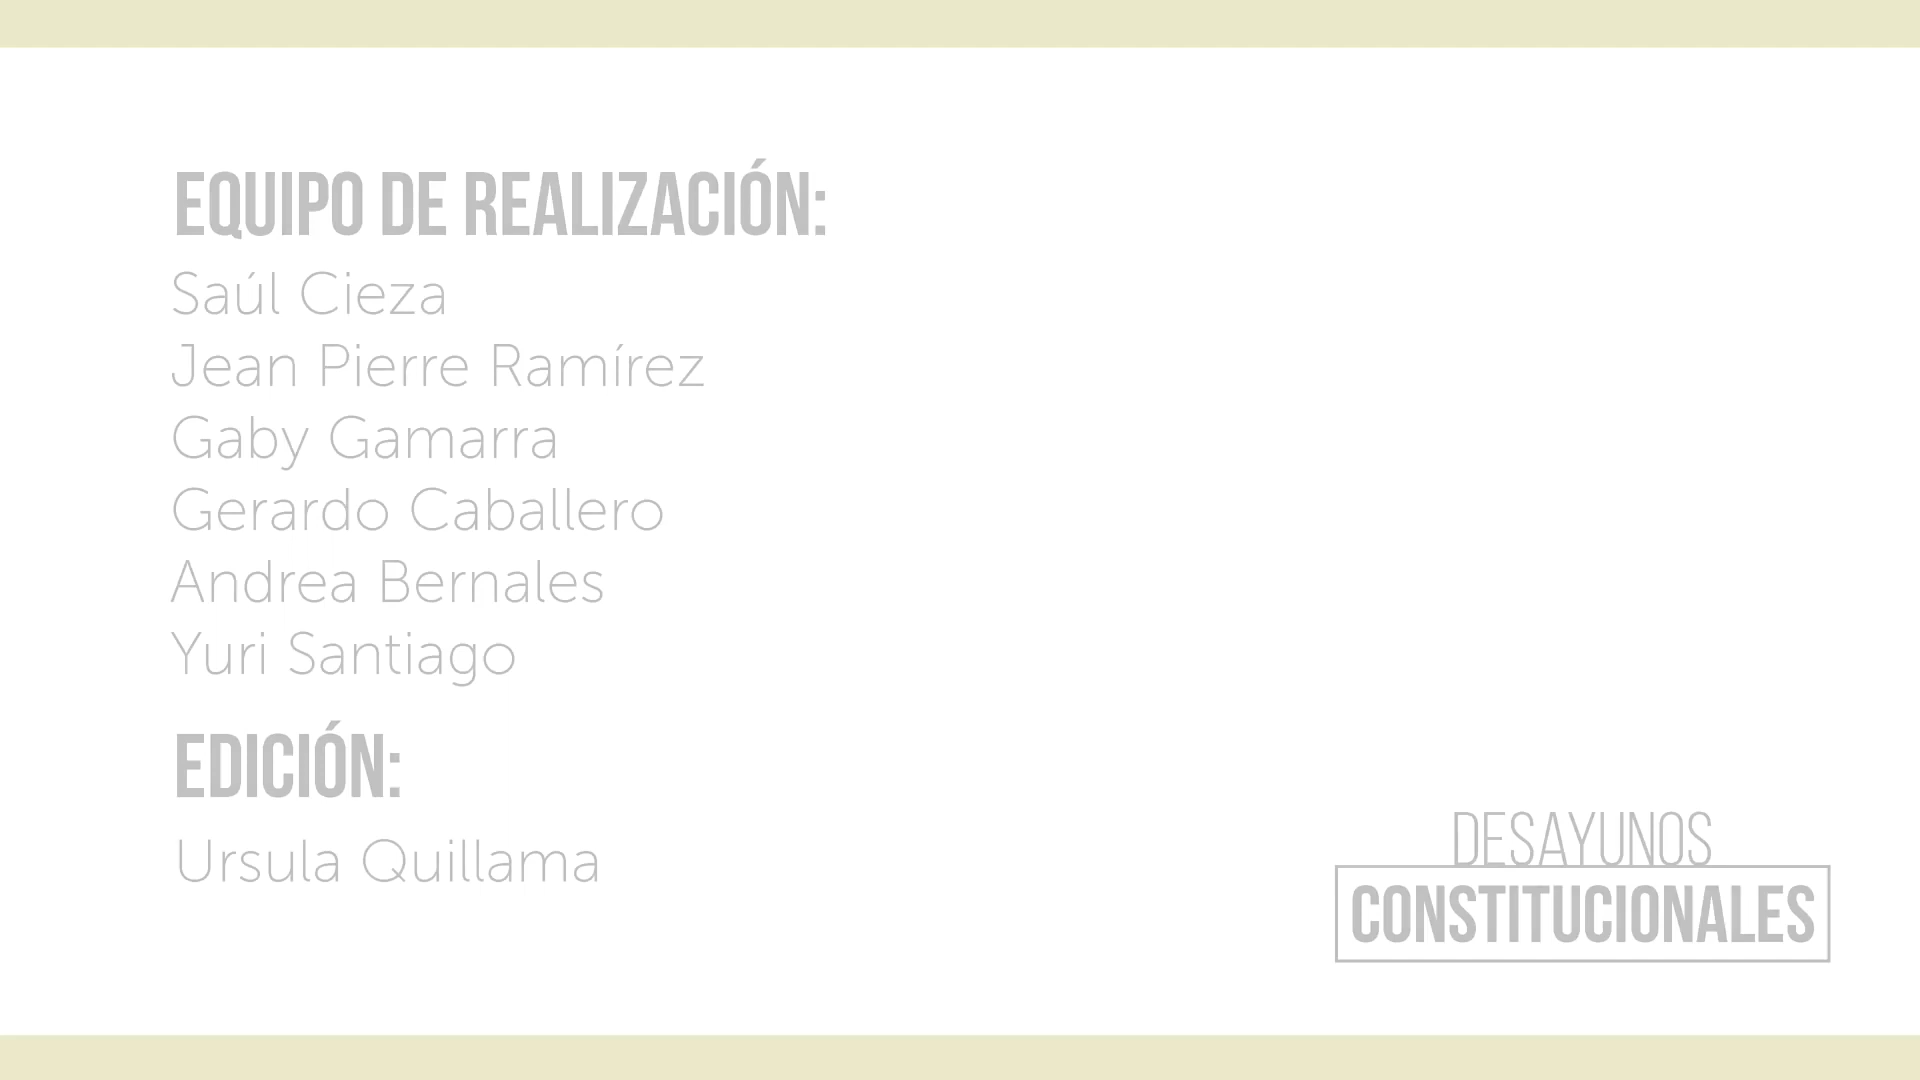 EQUIPO DE REALIZACIÓN:
Saúl Cieza
Jean Pierre Ramírez
Gaby Gamarra
Gerardo Caballero
Andrea Bernales
Yuri Santiago
EDICIÓN:
Ursula Quillama
DESAYUNOS
CONSTITUCIONALES